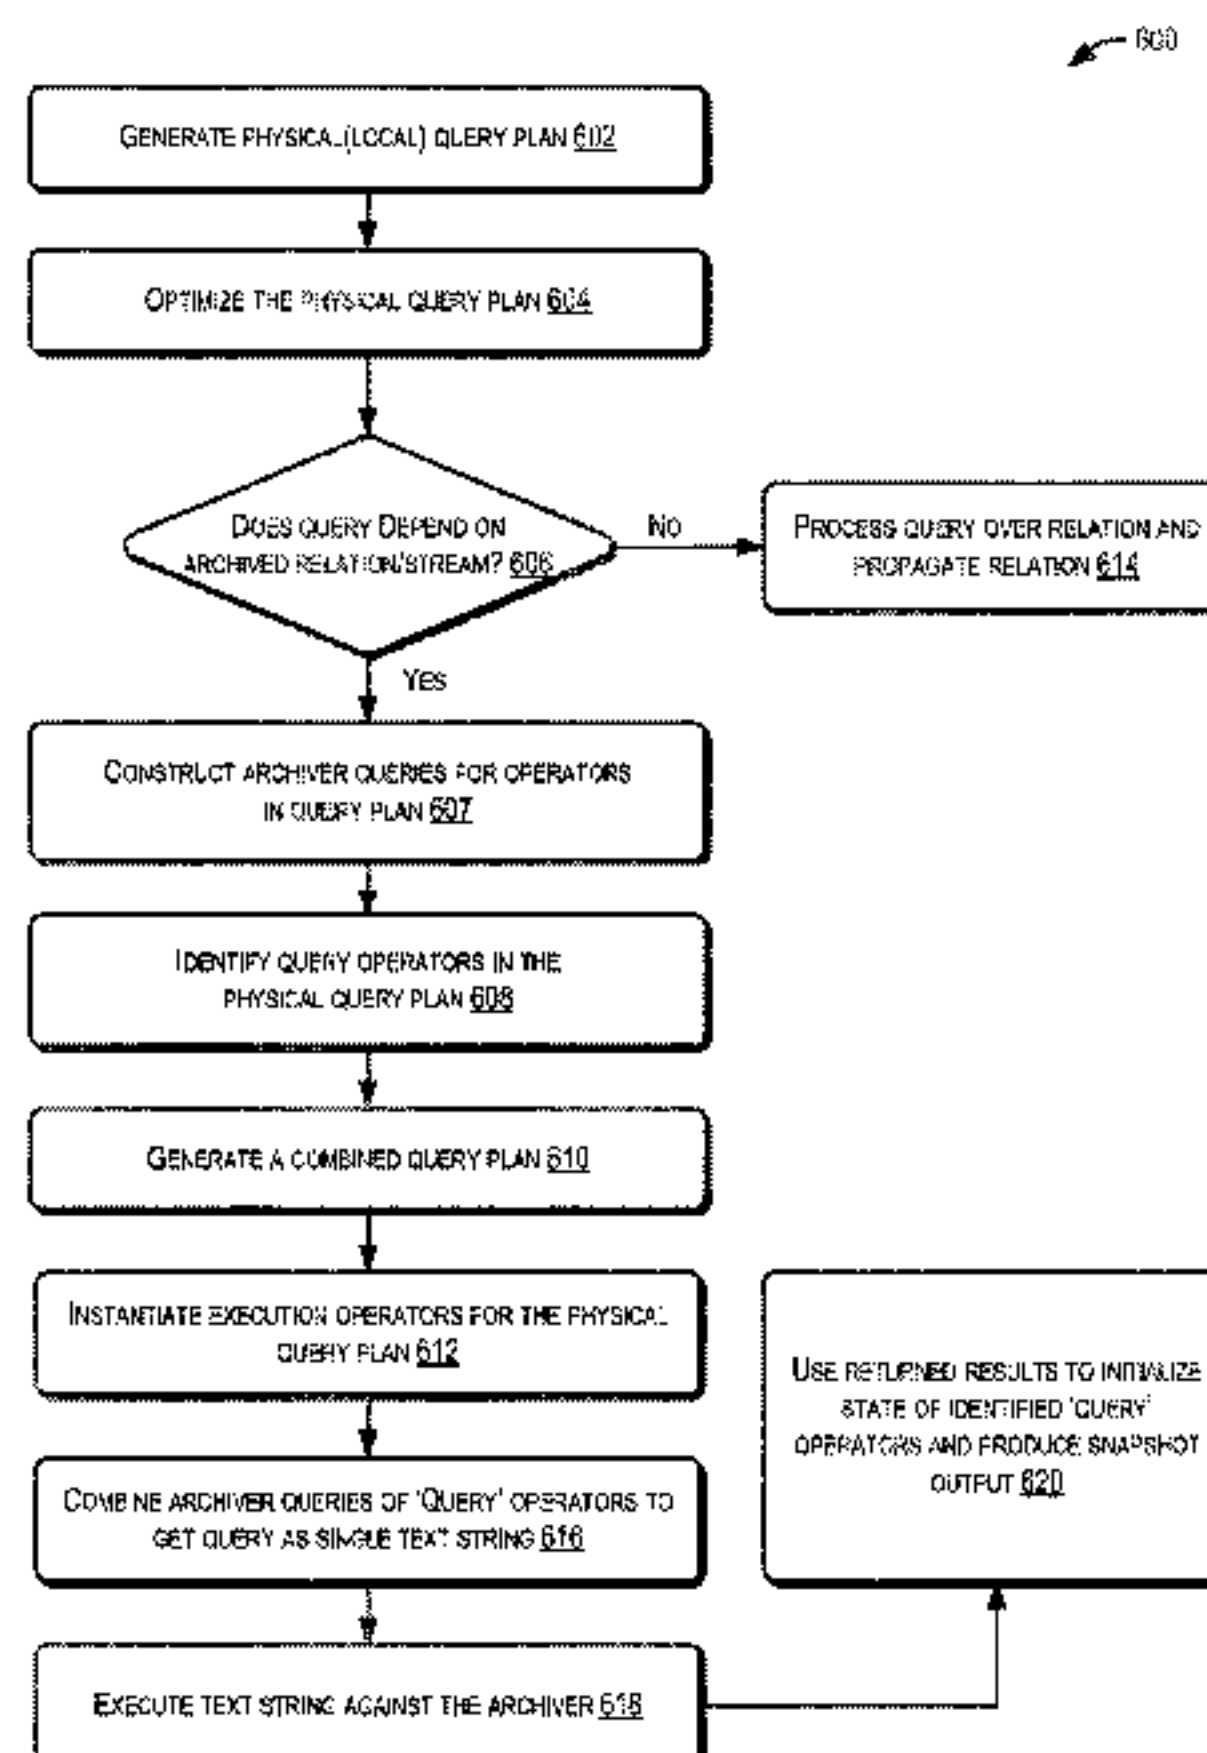 600
GENERATE PHYSICAL(LOCAL) QUERY PLAN 602
OPTIMIZE THE PHYSICAL QUERY PLAN 604
DOES QUERY DEPEND ON
ARCHIVED RELATION/STREAM? 606
NO
PROCESS QUERY OVER RELATION AND
PROPAGATE RELATION 614
YES
CONSTRUCT ARCHIVER QUERIES FOR OPERATORS
IN QUERY PLAN 607
IDENTIFY QUERY OPERATORS IN THE
PHYSICAL QUERY PLAN 608
GENERATE A COMBINED QUERY PLAN 610
INSTANTIATE EXECUTION OPERATORS FOR THE PHYSICAL
QUERY PLAN 612
COMBINE ARCHIVER QUERIES OF 'QUERY' OPERATORS TO
GET QUERY AS SINGLE TEXT STRING 616
EXECUTE TEXT STRING AGAINST THE ARCHIVER 618
USE RETURNED RESULTS TO INITIALIZE
STATE OF IDENTIFIED 'QUERY'
OPERATORS AND PRODUCE SNAPSHOT
OUTPUT 620